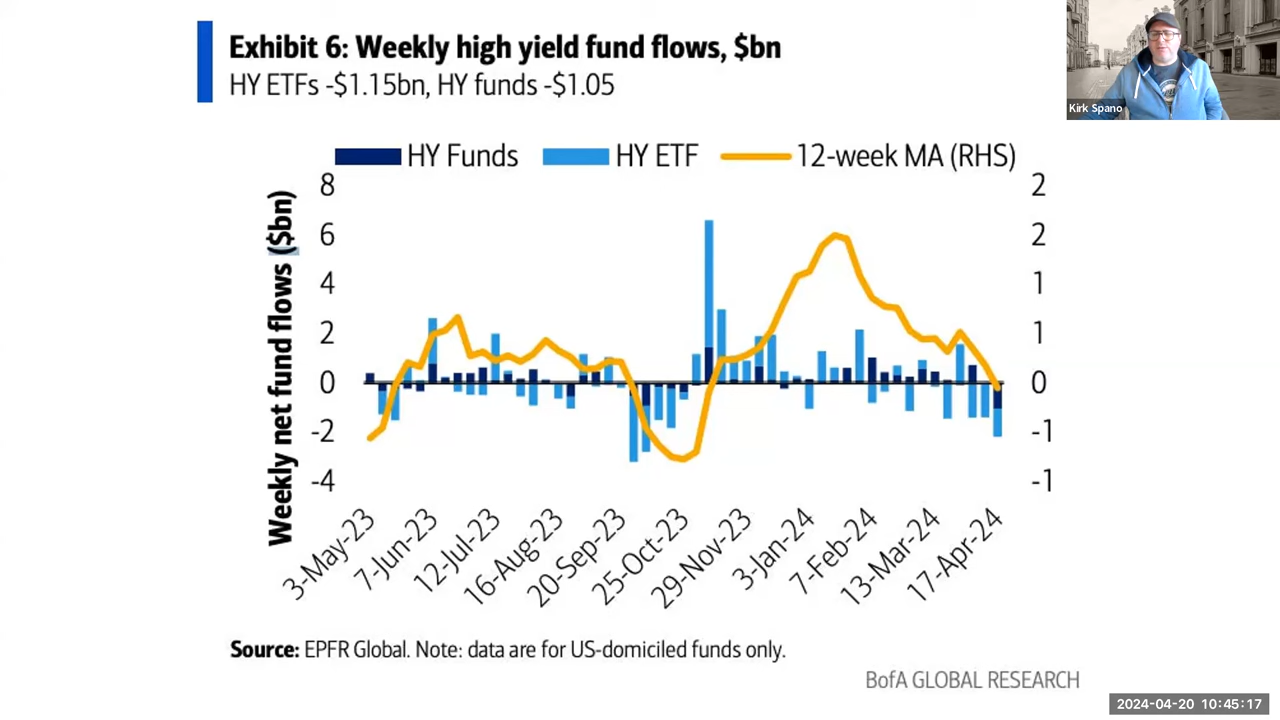 Exhibit 6: Weekly high yield fund flows, $bn
HY ETFs -$1.15bn, HY funds -$1.05
Kirk Spano
HY Funds HY ETF 12-week MA (RHS)
Weekly net fund flows ($bn)
8 2
6 2
4 1
2 1
0 0
-2 -1
-4 -1
3-May-23
7-Jun-23
12-Jul-23
16-Aug-23
20-Sep-23
25-Oct-23
29-Nov-23
3-Jan-24
7-Feb-24
13-Mar-24
17-Apr-24
Source: EPFR Global. Note: data are for US-domiciled funds only.
BofA GLOBAL RESEARCH
2024-04-20 10:45:17